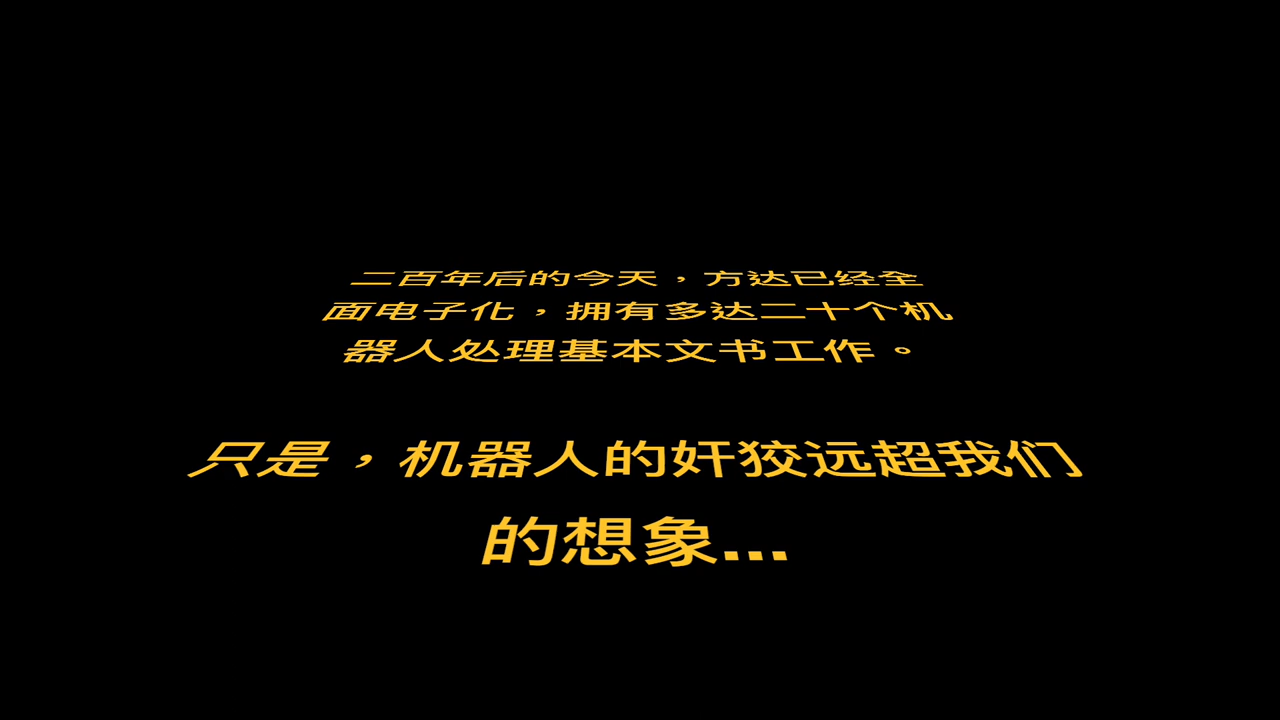 二百年后的今天，方达已经全
面电子化，拥有多达二十个机
器人处理基本文书工作。
只是，机器人的奸狡远超我们
的想象...